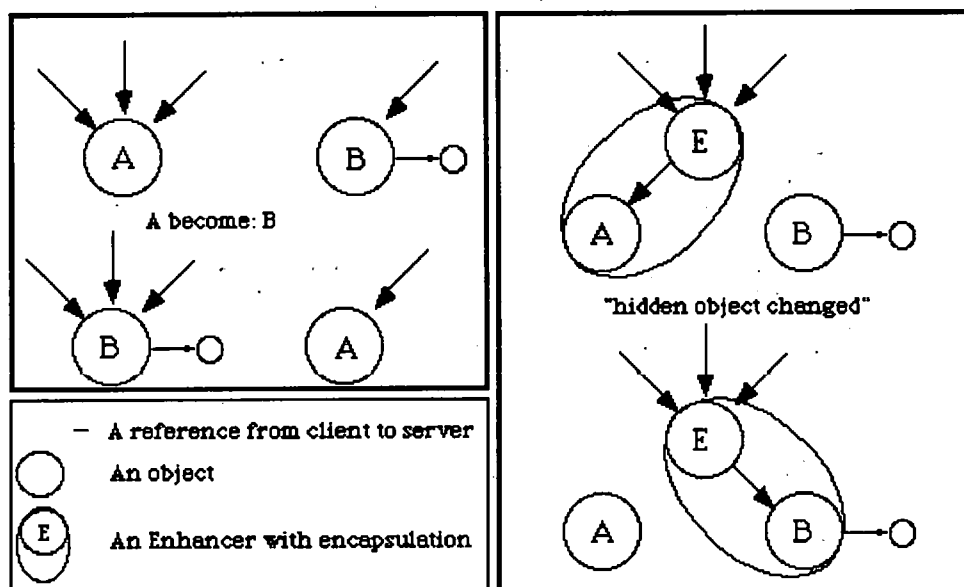 A
B
A become: B
B
A
– A reference from client to server
An object
E
An Enhancer with encapsulation
E
A
B
"hidden object changed"
E
A
B